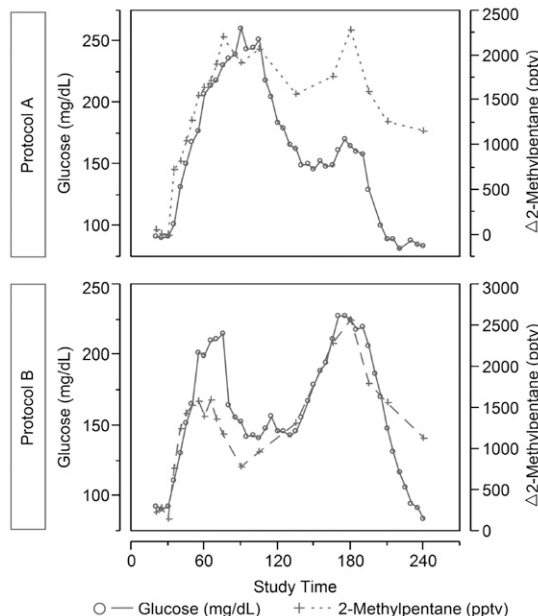 Protocol A
Glucose (mg/dL)
250
200
150
100
2500
2000
1500
1000
500
0
△2-Methylpentane (pptv)
Protocol B
Glucose (mg/dL)
250
200
150
100
3000
2500
2000
1500
1000
500
0
△2-Methylpentane (pptv)
0 60 120 180 240
Study Time
Glucose (mg/dL) 2-Methylpentane (pptv)